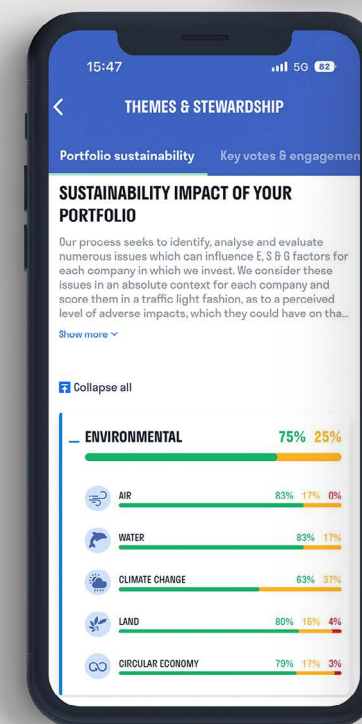 15:47 5G 82
THEMES & STEWARDSHIP
Portfolio sustainability Key votes & engagemen
SUSTAINABILITY IMPACT OF YOUR
PORTFOLIO
Our process seeks to identify, analyse and evaluate
numerous issues which can influence E, S & G factors for
each company in which we invest. We consider these
issues in an absolute context for each company and
score them in a traffic light fashion, as to a perceived
level of adverse impacts, which they could have on tha...
Show more
Collapse all
ENVIRONMENTAL 75% 25%
AIR 83% 17% 0%
WATER 83% 17%
CLIMATE CHANGE 63% 37%
LAND 80% 15% 4%
CIRCULAR ECONOMY 79% 17% 3%